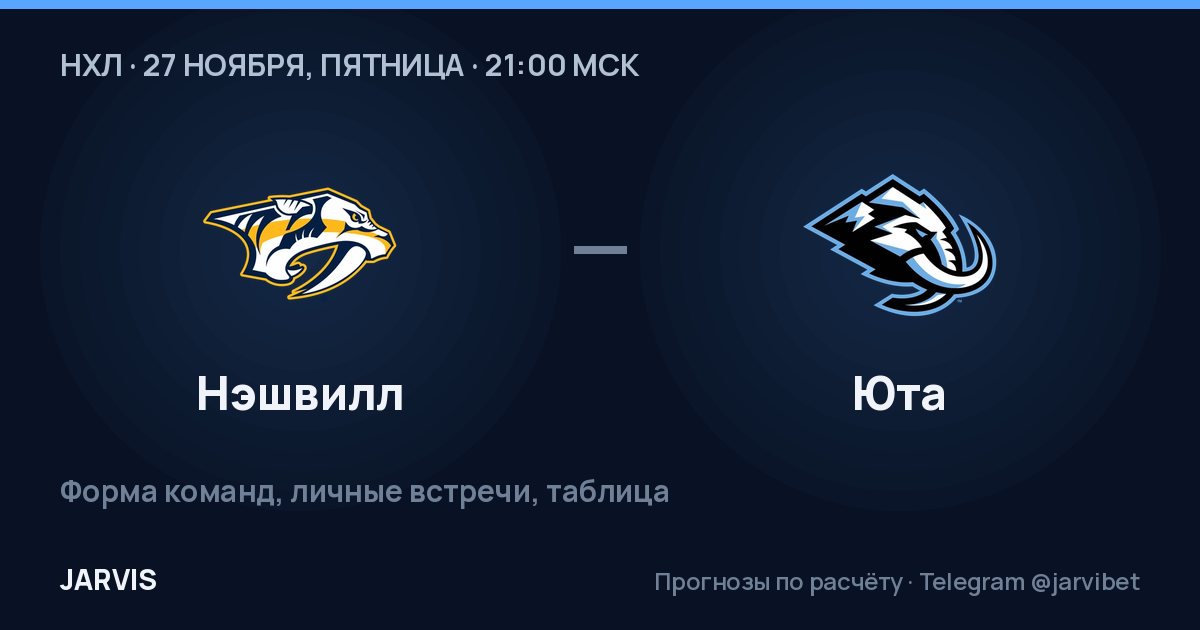 НХЛ · 27 НОЯБРЯ, ПЯТНИЦА · 21:00 МСК
—
Нэшвилл
Юта
Форма команд, личные встречи, таблица
JARVIS
Прогнозы по расчёту · Telegram @jarvibet